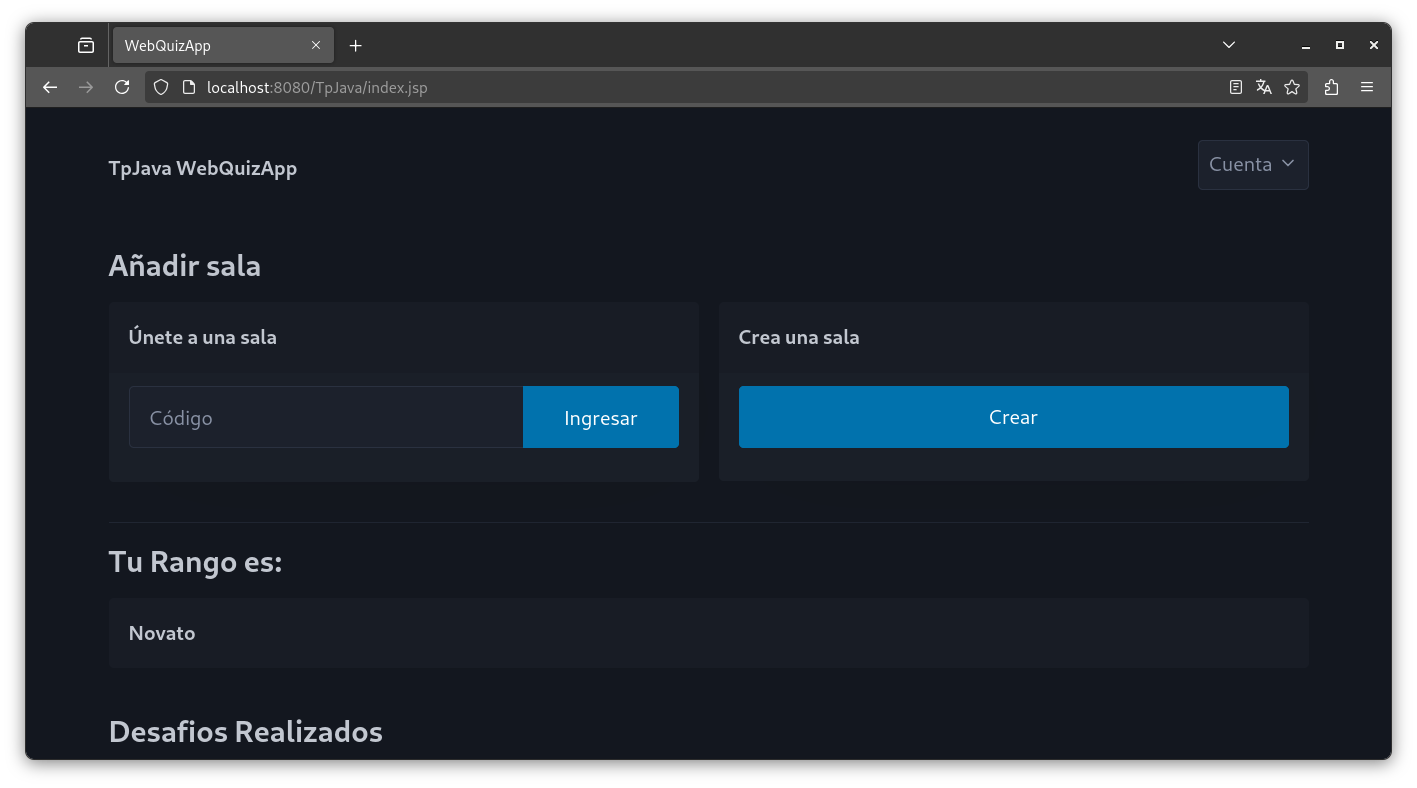 WebQuizApp
localhost:8080/TpJava/index.jsp
TpJava WebQuizApp
Cuenta
Añadir sala
Únete a una sala
Crea una sala
Código
Ingresar
Crear
Tu Rango es:
Novato
Desafios Realizados